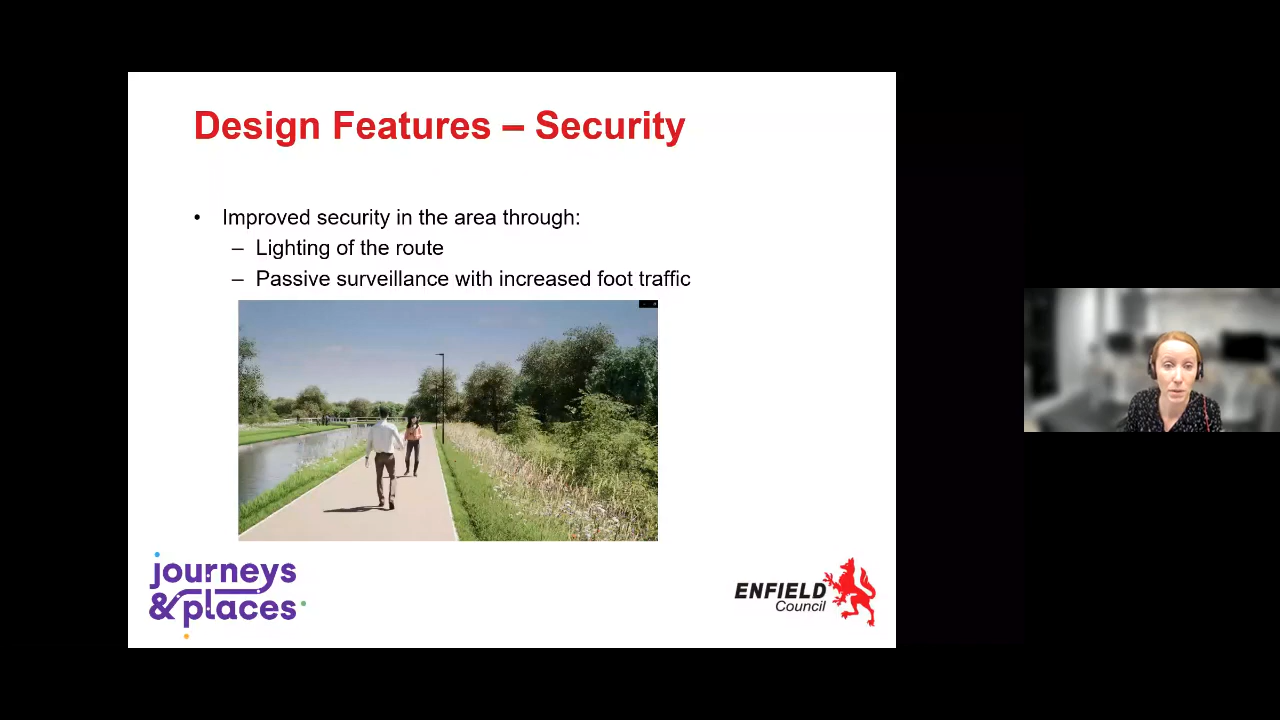 Design Features – Security
• Improved security in the area through:
– Lighting of the route
– Passive surveillance with increased foot traffic
journeys
&places
ENFIELD
Council